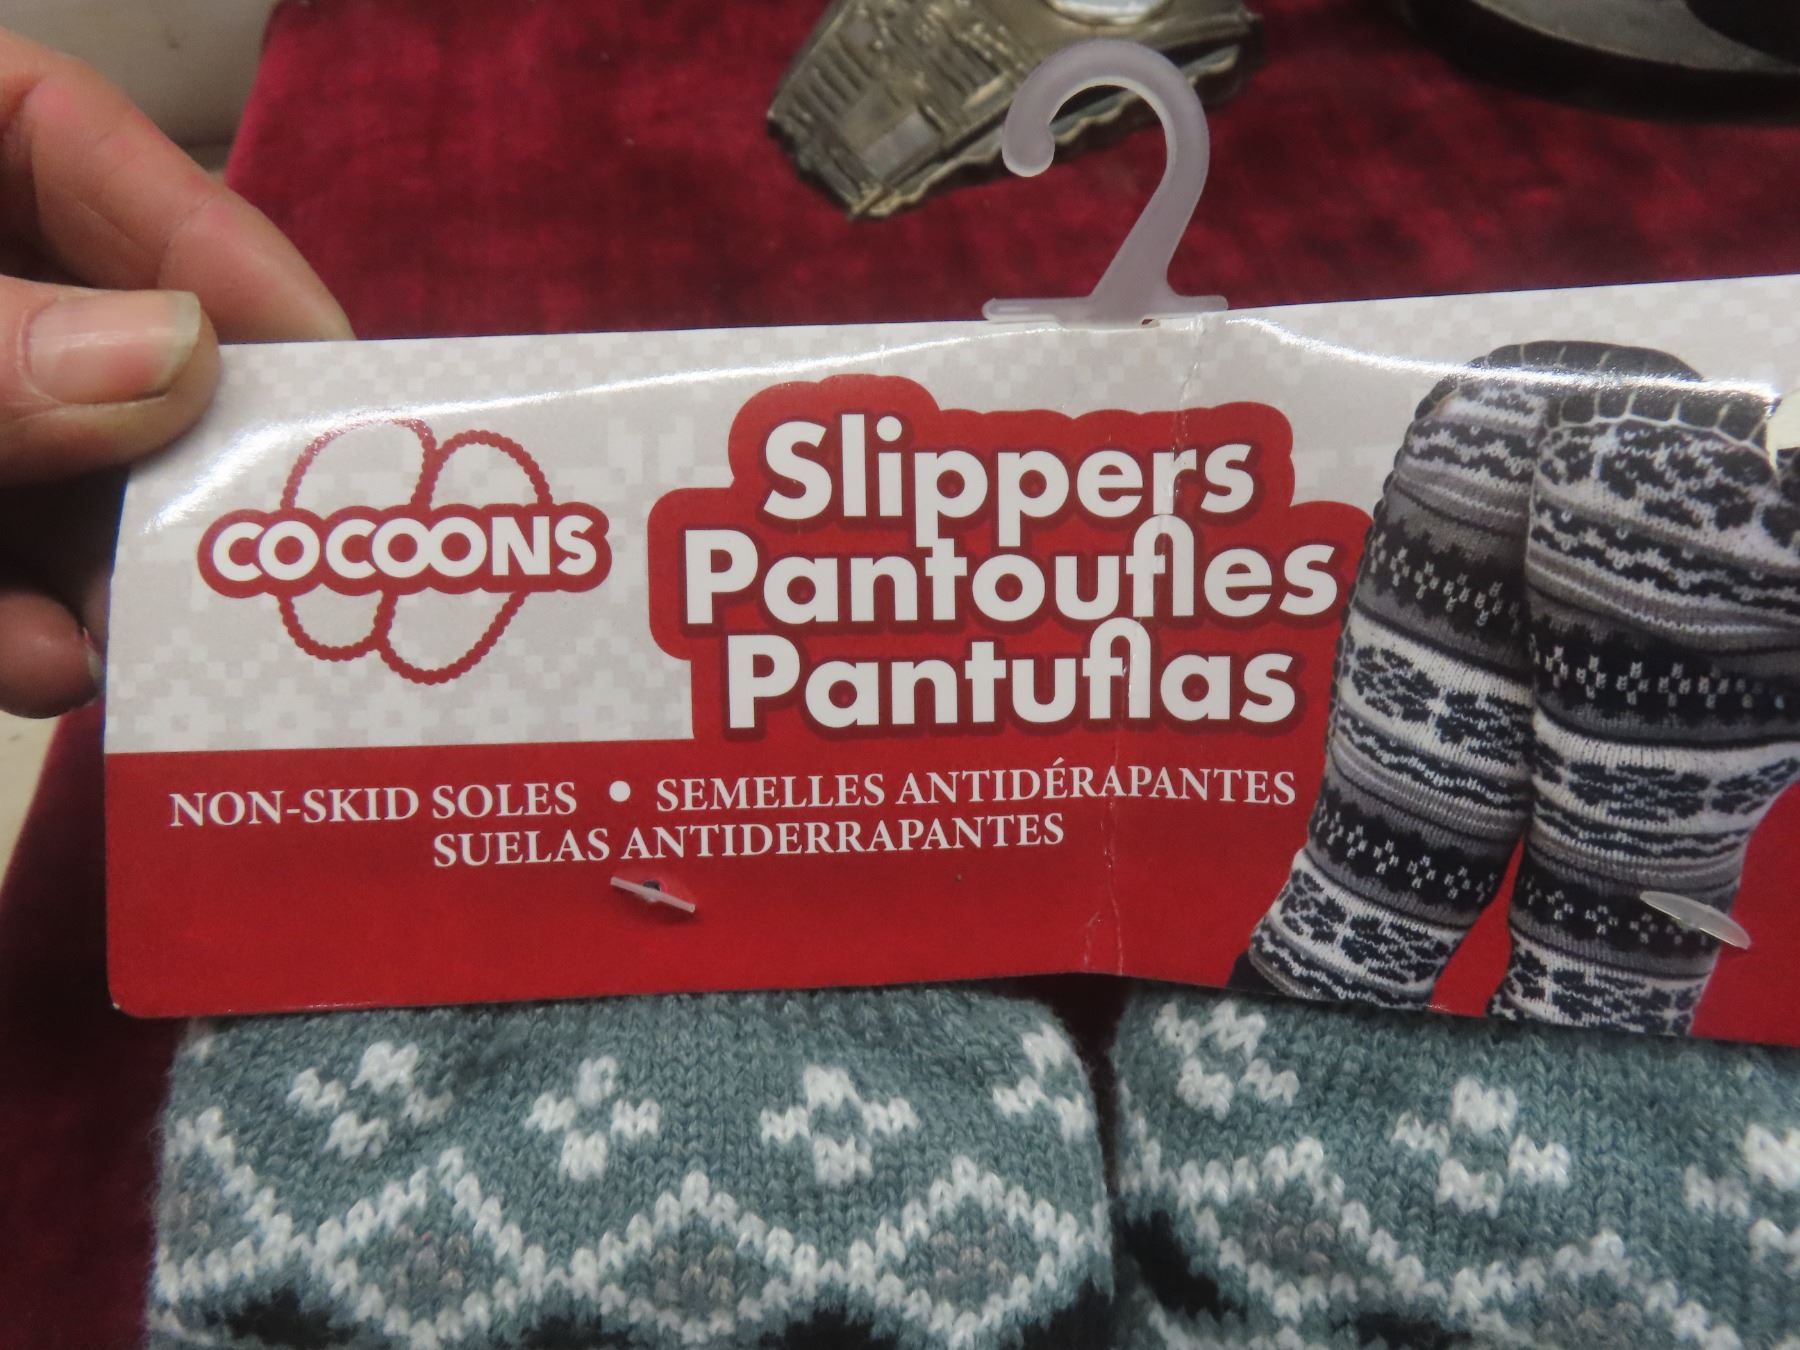 COCOONS
Slippers
Pantoufles
Pantuflas
NON-SKID SOLES • SEMELLES ANTIDÉRAPANTES
SUELAS ANTIDERRAPANTES